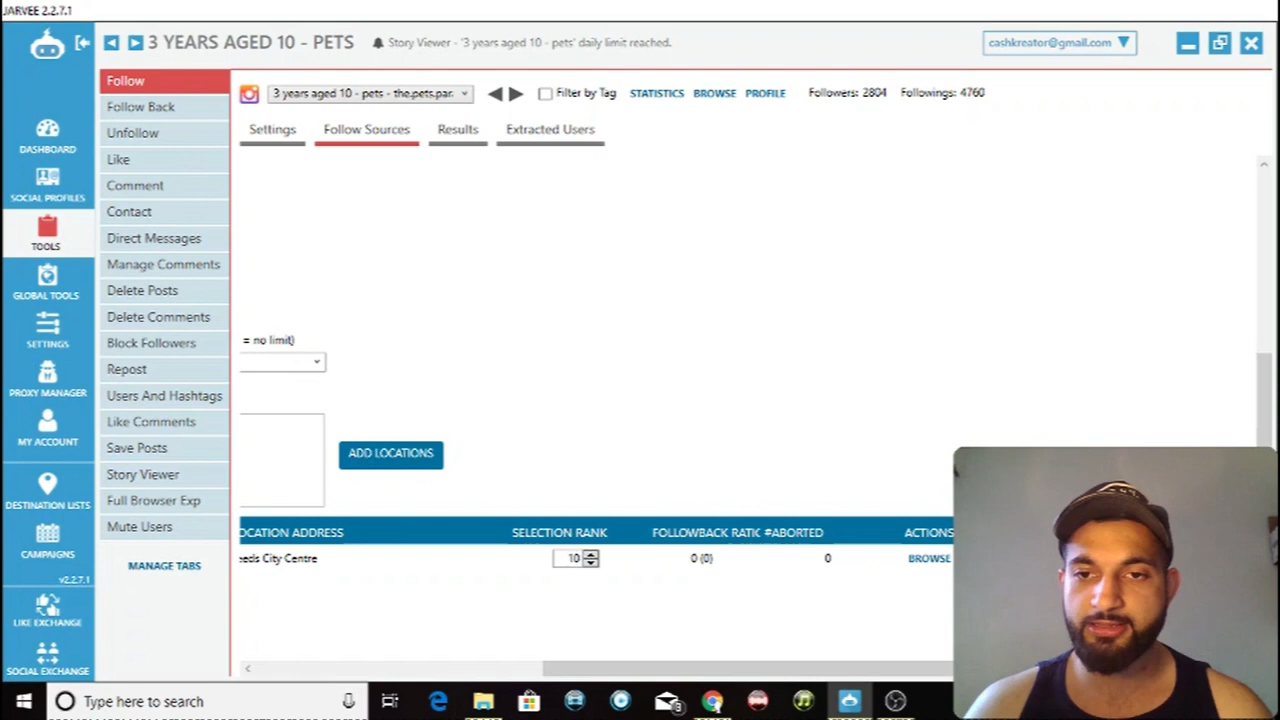 JARVEE 2.2.7.1
3 YEARS AGED 10 - PETS
Story Viewer - '3 years aged 10 - pets' daily limit reached.
cashkreator@gmail.com
Follow
Follow Back
Unfollow
Like
Comment
Contact
Direct Messages
Manage Comments
Delete Posts
Delete Comments
Block Followers
Repost
Users And Hashtags
Like Comments
Save Posts
Story Viewer
Full Browser Exp
Mute Users
MANAGE TABS
DASHBOARD
SOCIAL PROFILES
TOOLS
GLOBAL TOOLS
SETTINGS
PROXY MANAGER
MY ACCOUNT
DESTINATION LISTS
CAMPAIGNS
v2.2.7.1
LIKE EXCHANGE
SOCIAL EXCHANGE
3 years aged 10 - pets - the.pets.par.
Filter by Tag
STATISTICS BROWSE PROFILE
Followers: 2804 Followings: 4760
Settings Follow Sources Results Extracted Users
= no limit)
ADD LOCATIONS
OCATION ADDRESS SELECTION RANK FOLLOWBACK RATIC #ABORTED ACTIONS
eeds City Centre 10 0 (0) 0 BROWSE
Type here to search
3